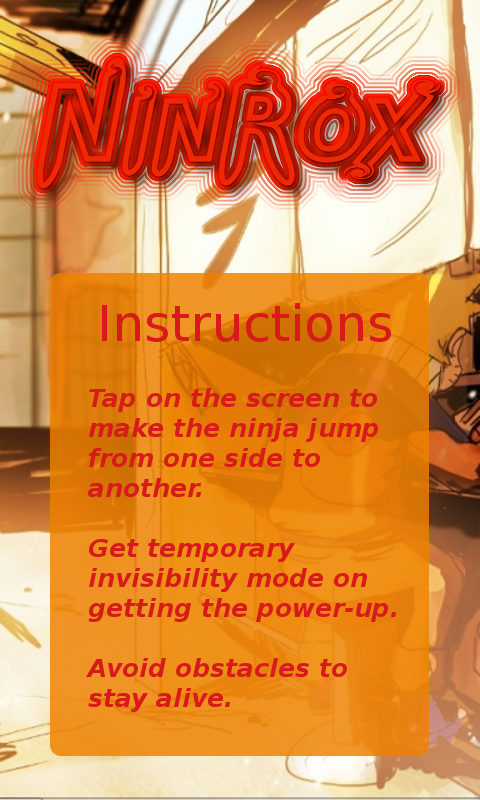 NINROX
Instructions
Tap on the screen to
make the ninja jump
from one side to
another.
Get temporary
invisibility mode on
getting the power-up.
Avoid obstacles to
stay alive.